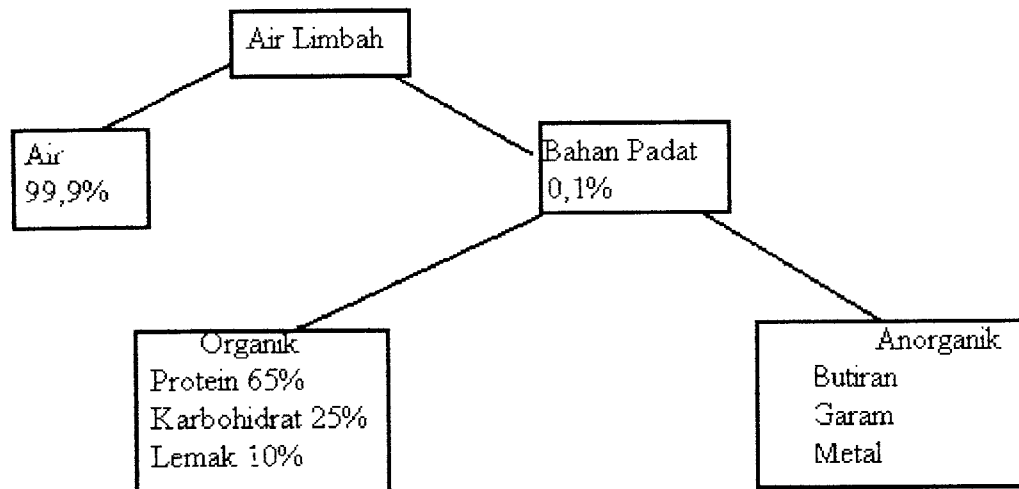 Air Limbah
Air
99,9%
Bahan Padat
0,1%
Organik
Protein 65%
Karbohidrat 25%
Lemak 10%
Anorganik
Butiran
Garam
Metal